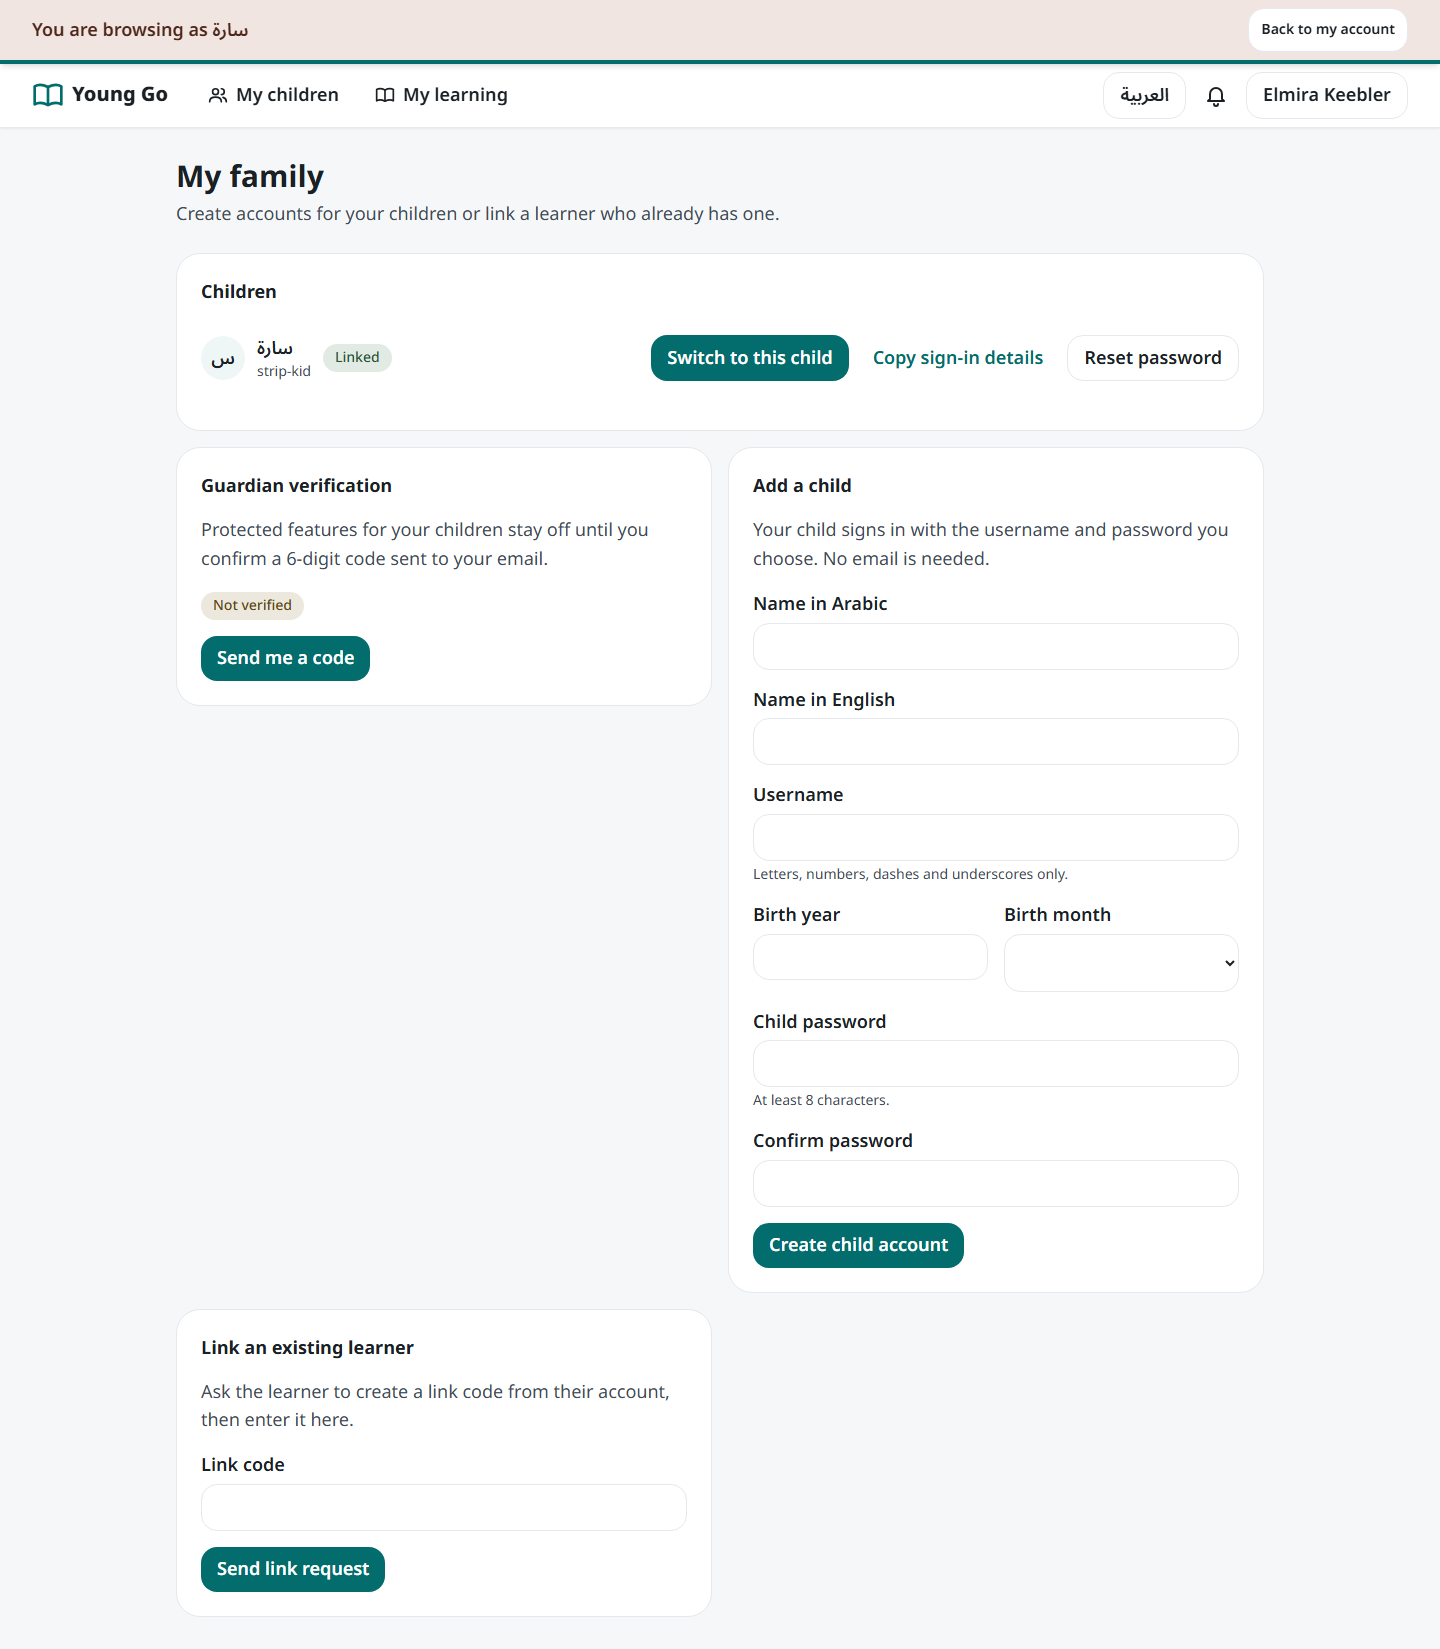 You are browsing as سارة
Back to my account
Young Go
My children
My learning
العربية
Elmira Keebler
My family
Create accounts for your children or link a learner who already has one.
Children
س
سارة
strip-kid
Linked
Switch to this child
Copy sign-in details
Reset password
Guardian verification
Protected features for your children stay off until you
confirm a 6-digit code sent to your email.
Not verified
Send me a code
Add a child
Your child signs in with the username and password you
choose. No email is needed.
Name in Arabic
Name in English
Username
Letters, numbers, dashes and underscores only.
Birth year
Birth month
Child password
At least 8 characters.
Confirm password
Create child account
Link an existing learner
Ask the learner to create a link code from their account,
then enter it here.
Link code
Send link request